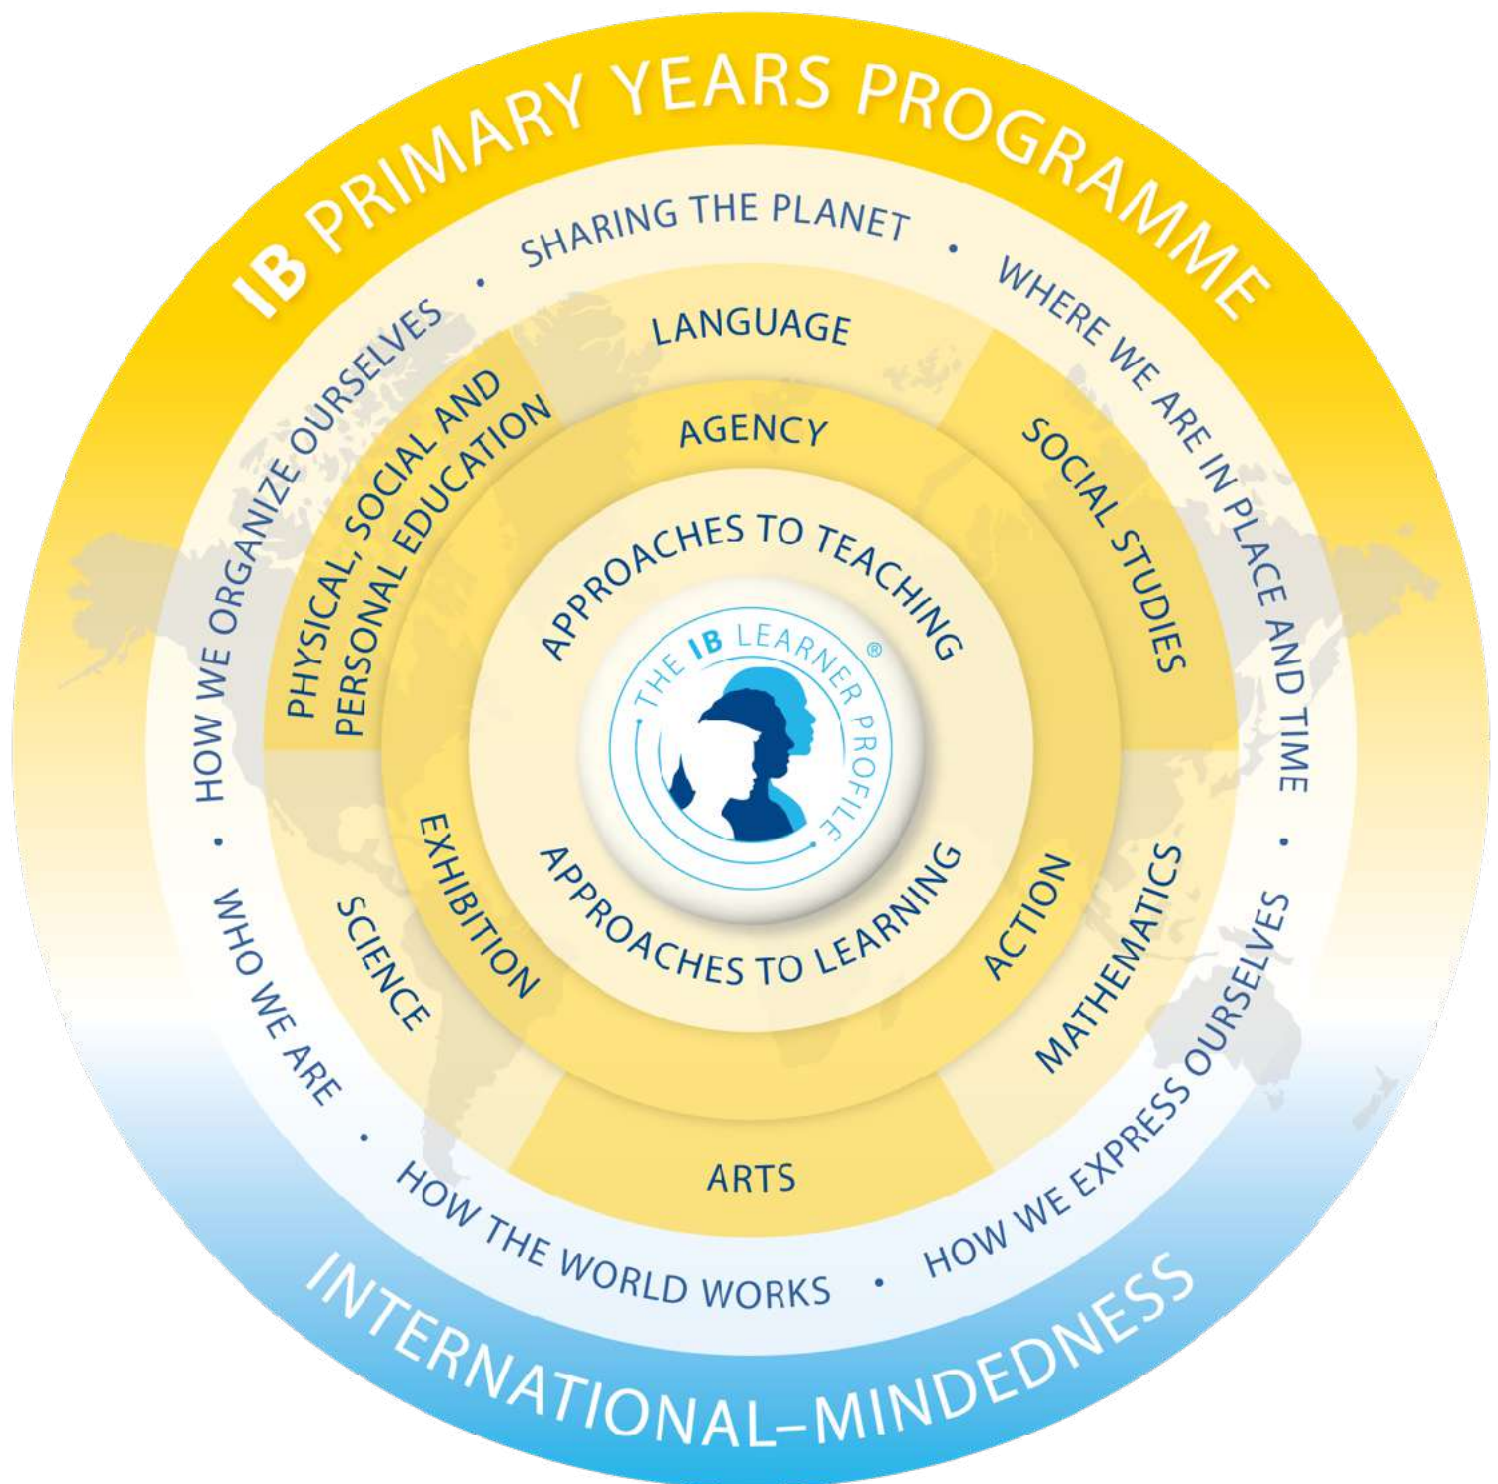 IB PRIMARY YEARS PROGRAMME
SHARING THE PLANET
•
WHERE WE ARE IN PLACE AND TIME
•
HOW WE EXPRESS OURSELVES
•
HOW THE WORLD WORKS
•
WHO WE ARE
•
HOW WE ORGANIZE OURSELVES
•
LANGUAGE
SOCIAL STUDIES
MATHEMATICS
ARTS
SCIENCE
PHYSICAL, SOCIAL AND
PERSONAL EDUCATION
AGENCY
ACTION
EXHIBITION
APPROACHES TO TEACHING
THE IB LEARNER PROFILE
®
APPROACHES TO LEARNING
INTERNATIONAL–MINDEDNESS